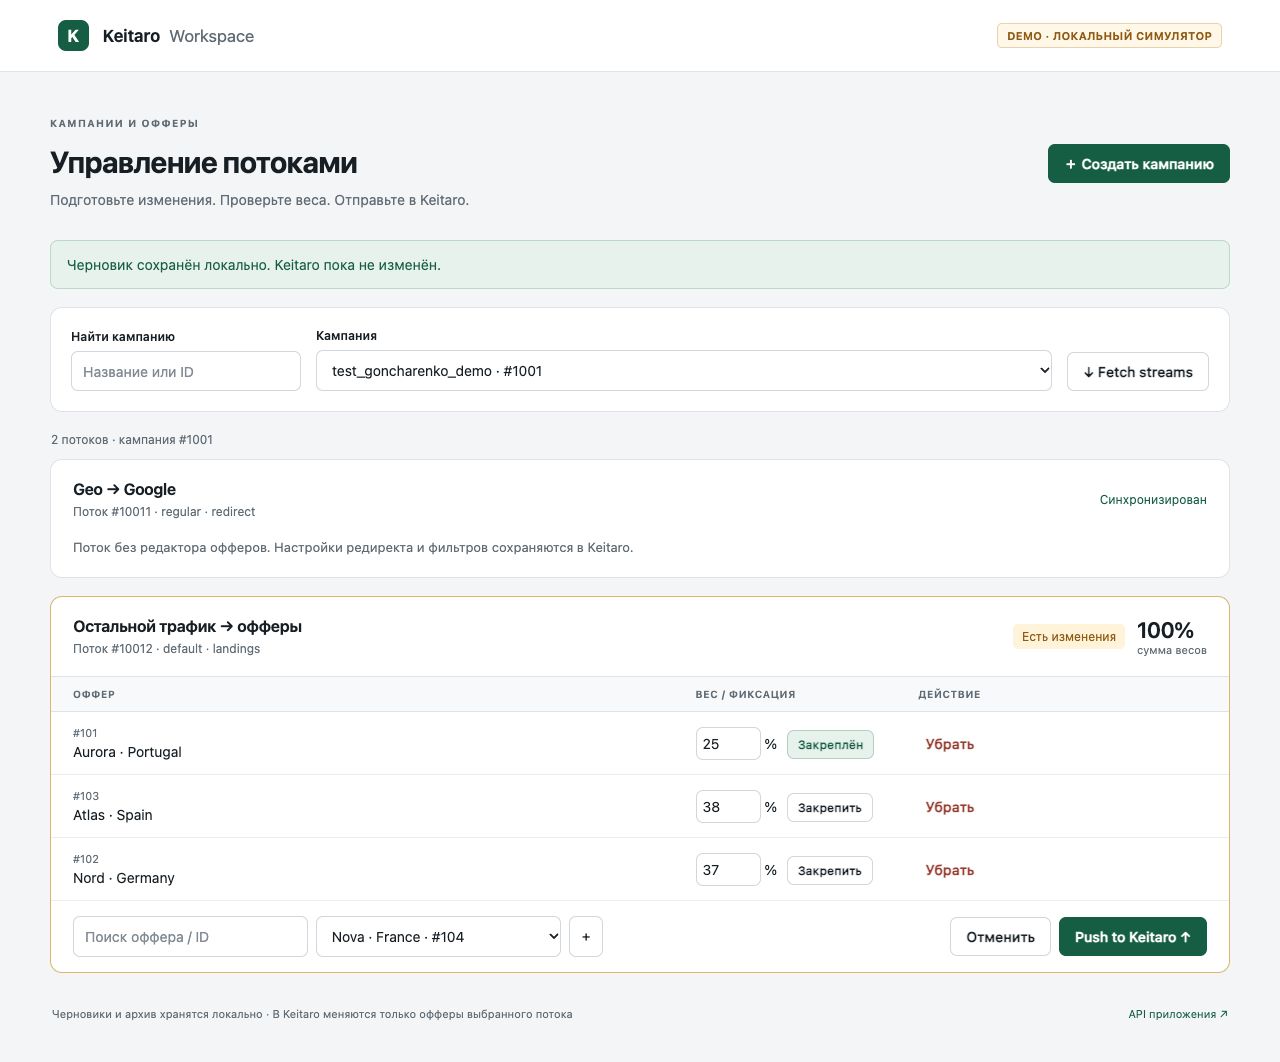 K Keitaro Workspace
DEMO · ЛОКАЛЬНЫЙ СИМУЛЯТОР
КАМПАНИИ И ОФФЕРЫ
Управление потоками
+ Создать кампанию
Подготовьте изменения. Проверьте веса. Отправьте в Keitaro.
Черновик сохранён локально. Keitaro пока не изменён.
Найти кампанию
Кампания
Название или ID
test_goncharenko_demo · #1001
↓ Fetch streams
2 потоков · кампания #1001
Geo → Google
Поток #10011 · regular · redirect
Синхронизирован
Поток без редактора офферов. Настройки редиректа и фильтров сохраняются в Keitaro.
Остальной трафик → офферы
Поток #10012 · default · landings
Есть изменения
100%
сумма весов
ОФФЕР
ВЕС / ФИКСАЦИЯ
ДЕЙСТВИЕ
#101
Aurora · Portugal
25 %
Закреплён
Убрать
#103
Atlas · Spain
38 %
Закрепить
Убрать
#102
Nord · Germany
37 %
Закрепить
Убрать
Поиск оффера / ID
Nova · France · #104
+
Отменить
Push to Keitaro ↑
Черновики и архив хранятся локально · В Keitaro меняются только офферы выбранного потока
API приложения ↗